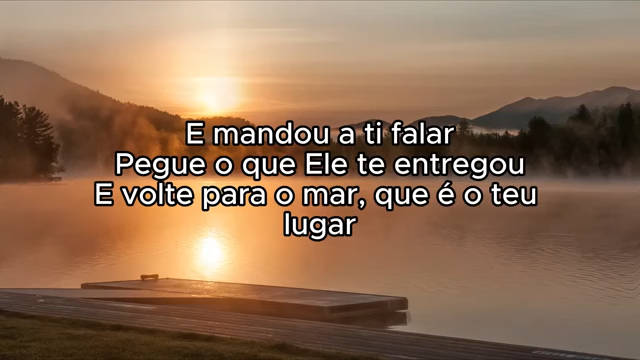 E mandou a ti falar
Pegue o que Ele te entregou
E volte para o mar, que é o teu
lugar